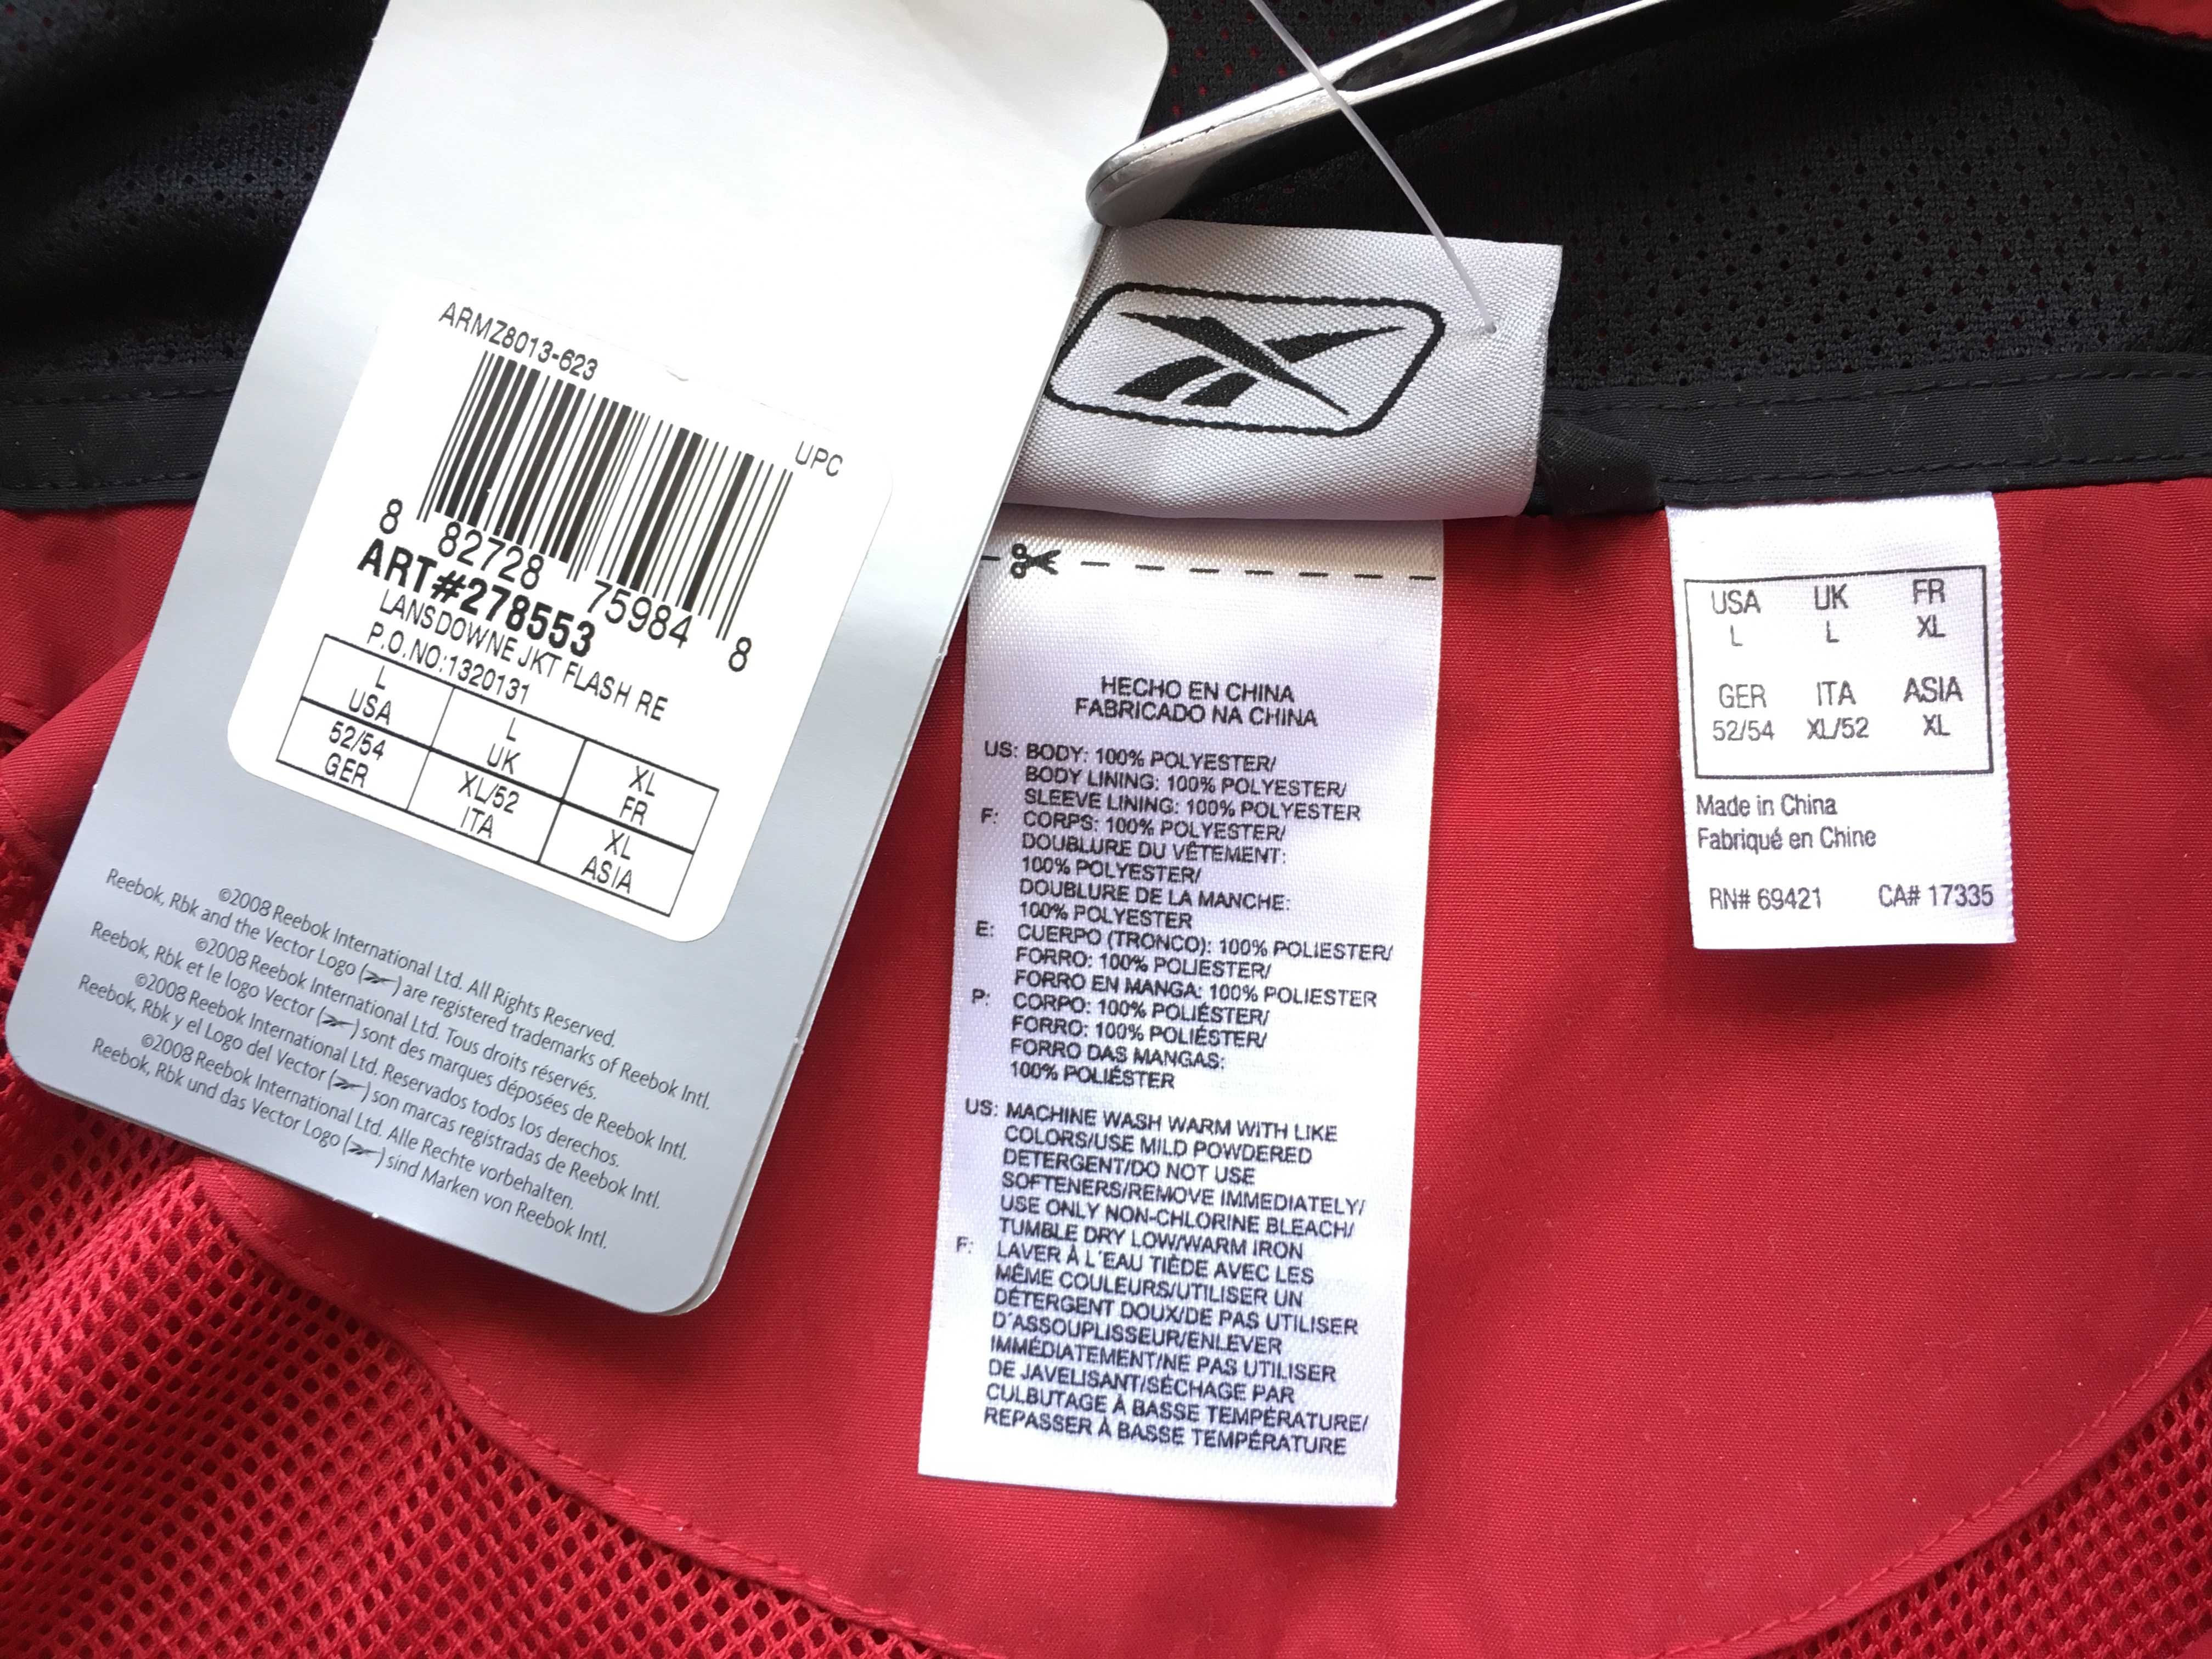 ARMZ8013-623
UPC
8 82728 75984 8
ART#278553
LANSDOWNE JKT FLASH RE
P.O.NO:1320131
L L XL
USA UK FR
52/54 XL/52 XL
GER ITA ASIA
©2008 Reebok International Ltd. All Rights Reserved.
Reebok, Rbk and the Vector Logo ( ) are registered trademarks of Reebok Intl.
©2008 Reebok International Ltd. Tous droits réservés.
Reebok, Rbk et le logo Vector ( ) sont des marques déposées de Reebok Intl.
©2008 Reebok International Ltd. Reservados todos los derechos.
Reebok, Rbk y el Logo del Vector ( ) son marcas registradas de Reebok Intl.
©2008 Reebok International Ltd. Alle Rechte vorbehalten.
Reebok, Rbk und das Vector Logo ( ) sind Marken von Reebok Intl.
HECHO EN CHINA
FABRICADO NA CHINA
US: BODY: 100% POLYESTER/
BODY LINING: 100% POLYESTER/
SLEEVE LINING: 100% POLYESTER
F: CORPS: 100% POLYESTER/
DOUBLURE DU VÊTEMENT:
100% POLYESTER/
DOUBLURE DE LA MANCHE:
100% POLYESTER
E: CUERPO (TRONCO): 100% POLIESTER/
FORRO: 100% POLIESTER/
FORRO EN MANGA: 100% POLIESTER
P: CORPO: 100% POLIÉSTER/
FORRO: 100% POLIÉSTER/
FORRO DAS MANGAS:
100% POLIÉSTER
US: MACHINE WASH WARM WITH LIKE
COLORS/USE MILD POWDERED
DETERGENT/DO NOT USE
SOFTENERS/REMOVE IMMEDIATELY/
USE ONLY NON-CHLORINE BLEACH/
TUMBLE DRY LOW/WARM IRON
F: LAVER À L'EAU TIÈDE AVEC LES
MÊME COULEURS/UTILISER UN
DÉTERGENT DOUX/DE PAS UTILISER
D'ASSOUPLISSEUR/ENLEVER
IMMÉDIATEMENT/NE PAS UTILISER
DE JAVELISANT/SÉCHAGE PAR
CULBUTAGE À BASSE TEMPÉRATURE/
REPASSER À BASSE TEMPÉRATURE
USA UK FR
L L XL
GER ITA ASIA
52/54 XL/52 XL
Made in China
Fabriqué en Chine
RN# 69421 CA# 17335